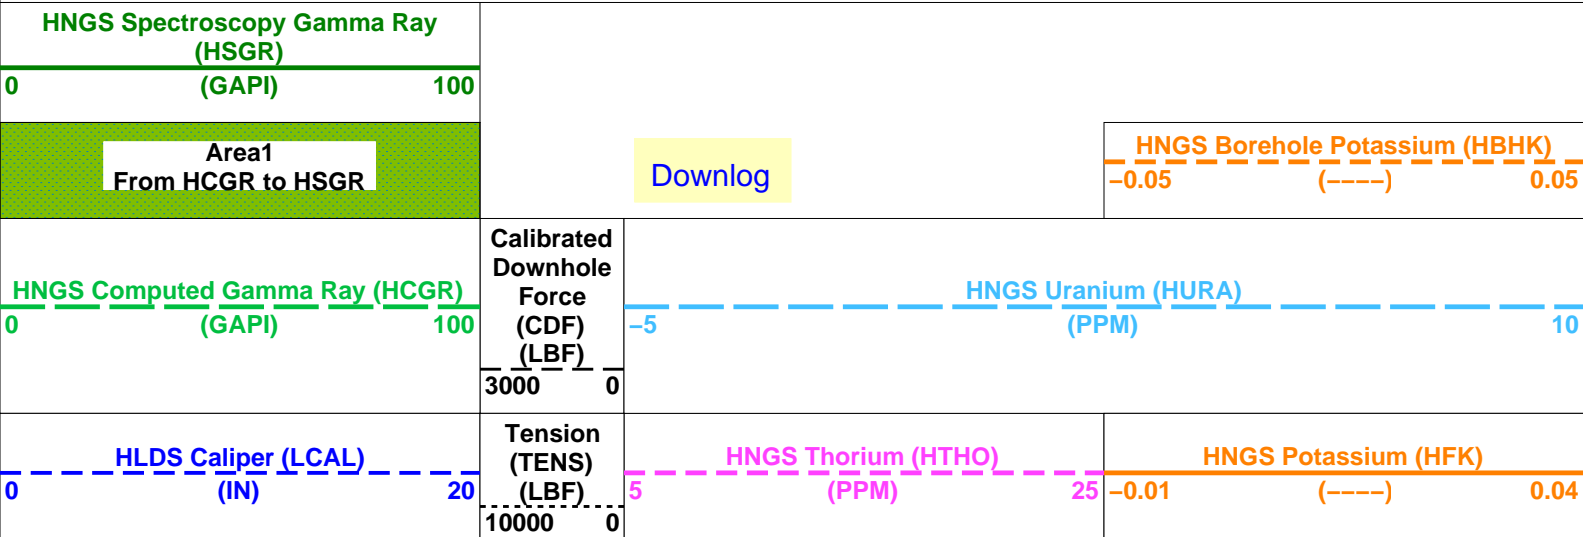 HNGS Spectroscopy Gamma Ray
(HSGR)
0 (GAPI) 100
Area1
From HCGR to HSGR
Downlog
HNGS Borehole Potassium (HBHK)
−0.05 (−−−−) 0.05
HNGS Computed Gamma Ray (HCGR)
0 (GAPI) 100
Calibrated
Downhole
Force
(CDF)
(LBF)
3000 0
HNGS Uranium (HURA)
−5 (PPM) 10
HLDS Caliper (LCAL)
0 (IN) 20
Tension
(TENS)
(LBF)
10000 0
HNGS Thorium (HTHO)
5 (PPM) 25
HNGS Potassium (HFK)
−0.01 (−−−−) 0.04